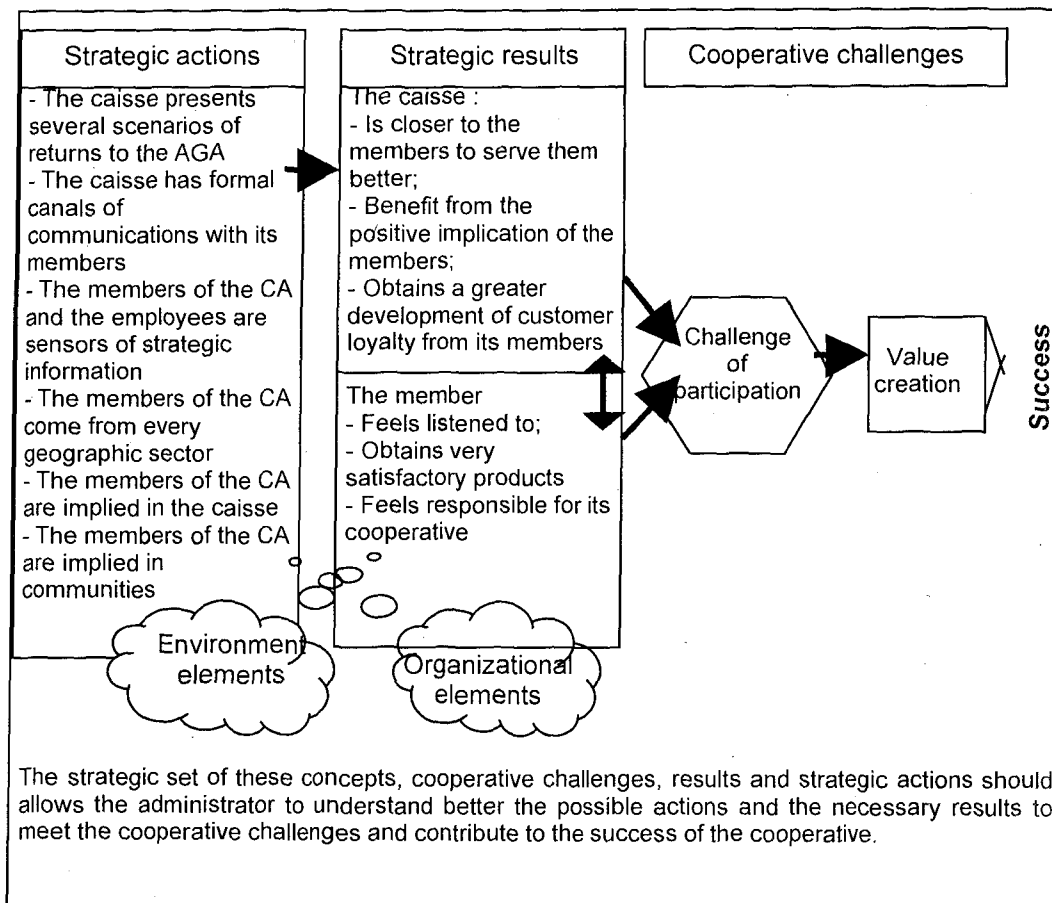 Strategic actions
- The caisse presents
several scenarios of
returns to the AGA
- The caisse has formal
canals of
communications with its
members
- The members of the CA
and the employees are
sensors of strategic
information
- The members of the CA
come from every
geographic sector
- The members of the CA
are implied in the caisse
- The members of the CA
are implied in
communities
Strategic results
The caisse :
- Is closer to the
members to serve them
better;
- Benefit from the
positive implication of the
members;
- Obtains a greater
development of customer
loyalty from its members
The member
- Feels listened to;
- Obtains very
satisfactory products
- Feels responsible for its
cooperative
Cooperative challenges
Challenge
of
participation
Value
creation
Success
Environment
elements
Organizational
elements
The strategic set of these concepts, cooperative challenges, results and strategic actions should
allows the administrator to understand better the possible actions and the necessary results to
meet the cooperative challenges and contribute to the success of the cooperative.